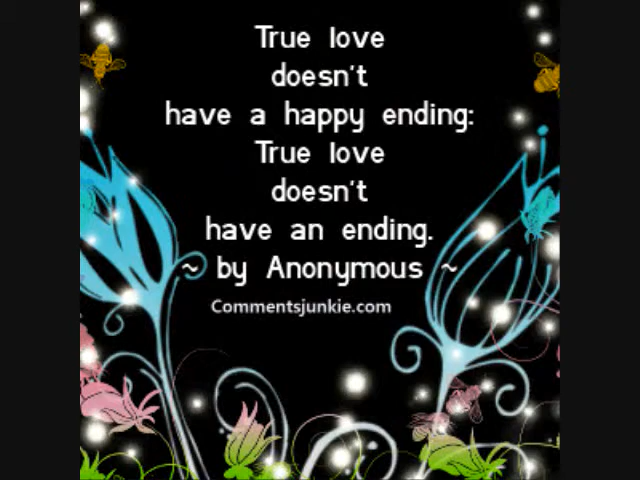 True love
doesn't
have a happy ending:
True love
doesn't
have an ending.
~ by Anonymous ~
Commentsjunkie.com